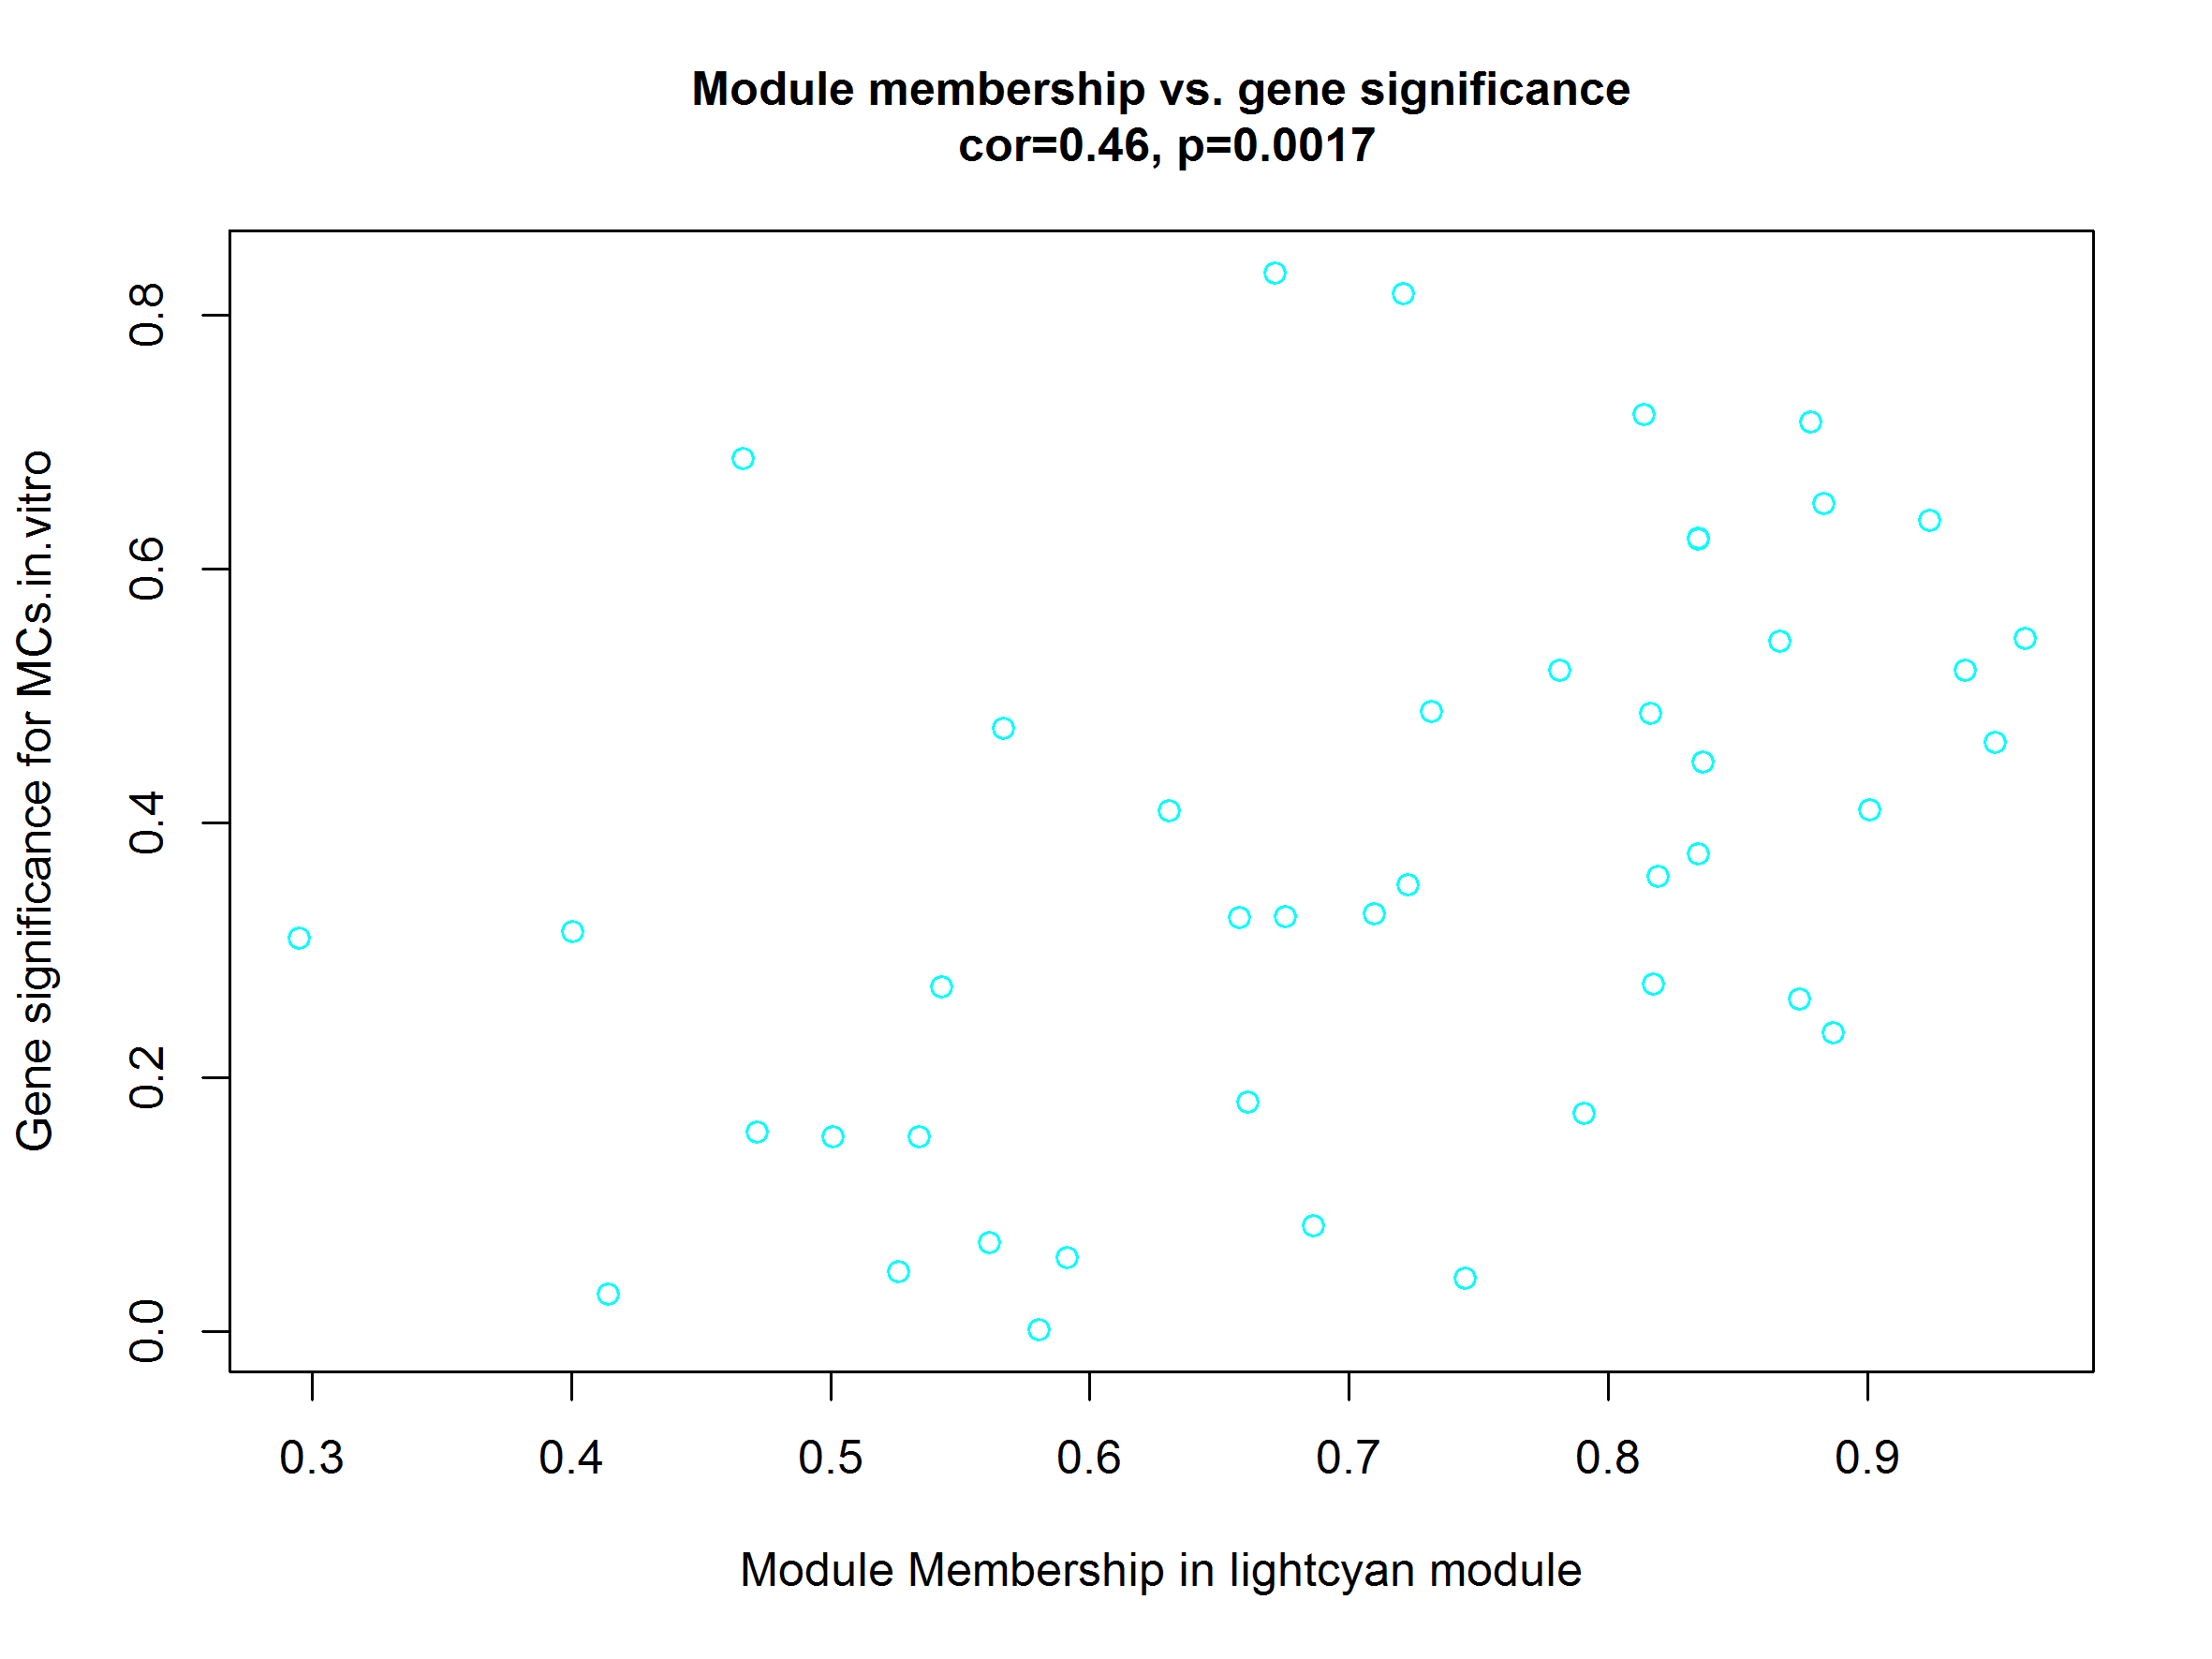 Module membership vs. gene significance
cor=0.46, p=0.0017
Gene significance for MCs.in.vitro
0.8
0.6
0.4
0.2
0.0
0.3 0.4 0.5 0.6 0.7 0.8 0.9
Module Membership in lightcyan module